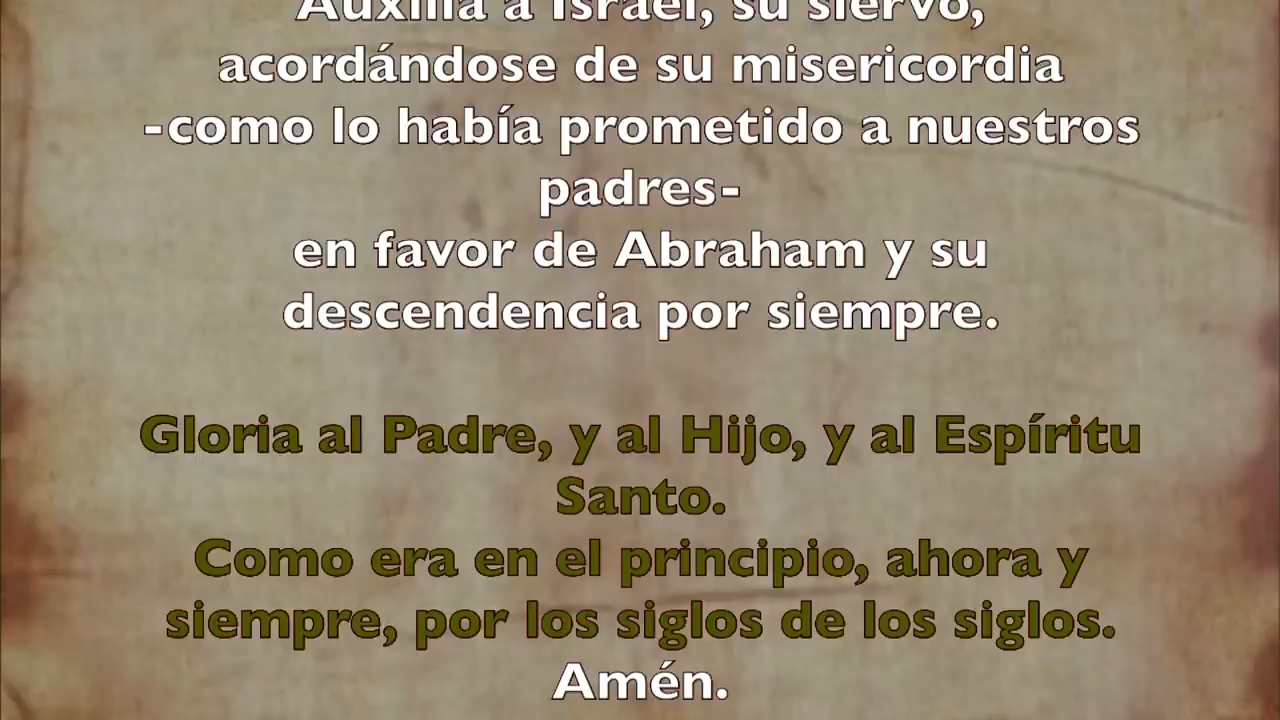 Auxilia a Israel, su siervo,
acordándose de su misericordia
-como lo había prometido a nuestros
padres-
en favor de Abraham y su
descendencia por siempre.
Gloria al Padre, y al Hijo, y al Espíritu
Santo.
Como era en el principio, ahora y
siempre, por los siglos de los siglos.
Amén.